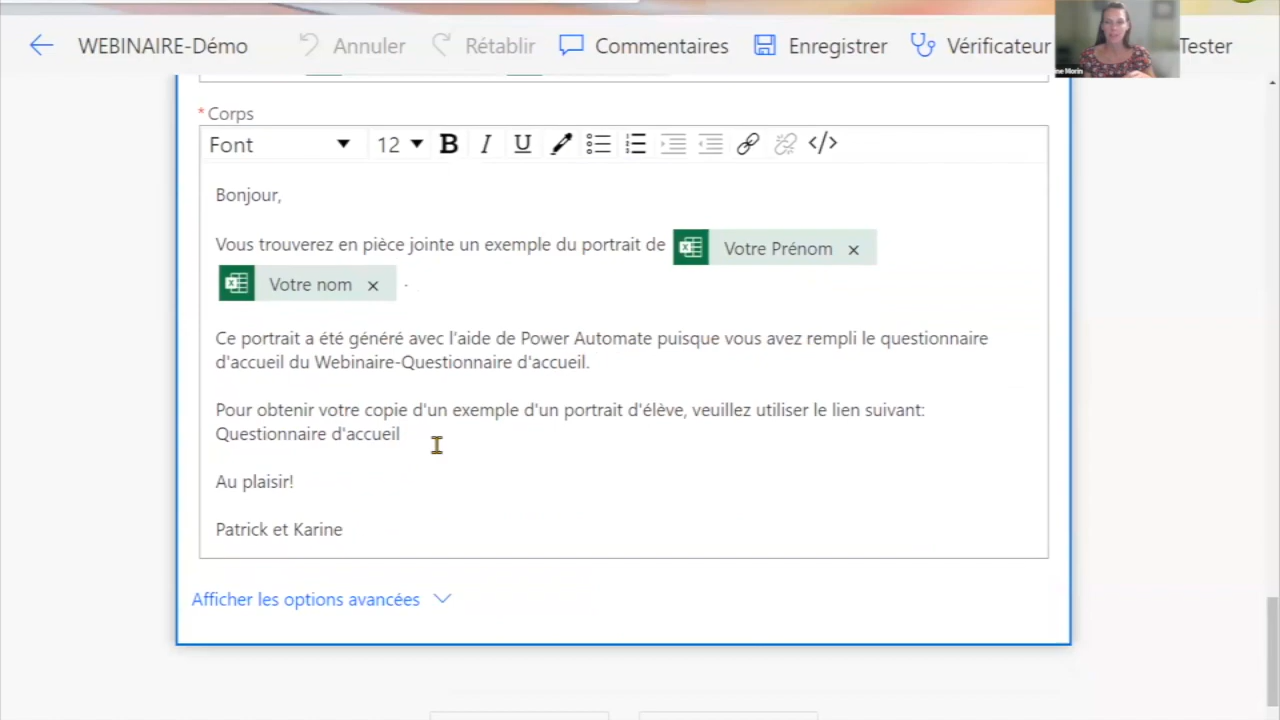 WEBINAIRE-Démo Annuler Rétablir Commentaires Enregistrrer Vérificateur Tester
ne Morin
* Corps
Font 12 B I U </>
Bonjour,
Vous trouverez en pièce jointe un exemple du portrait de Votre Prénom ×
Votre nom × .
Ce portrait a été généré avec l'aide de Power Automate puisque vous avez rempli le questionnaire
d'accueil du Webinaire-Questionnaire d'accueil.
Pour obtenir votre copie d'un exemple d'un portrait d'élève, veuillez utiliser le lien suivant:
Questionnaire d'accueil
Au plaisir!
Patrick et Karine
Afficher les options avancées